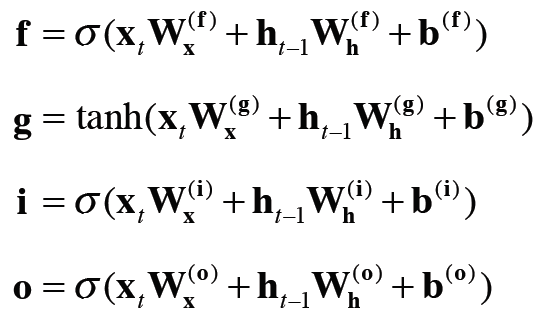 f = σ(x_t W_x^(f) + h_{t−1} W_h^(f) + b^(f))
g = tanh(x_t W_x^(g) + h_{t−1} W_h^(g) + b^(g))
i = σ(x_t W_x^(i) + h_{t−1} W_h^(i) + b^(i))
o = σ(x_t W_x^(o) + h_{t−1} W_h^(o) + b^(o))